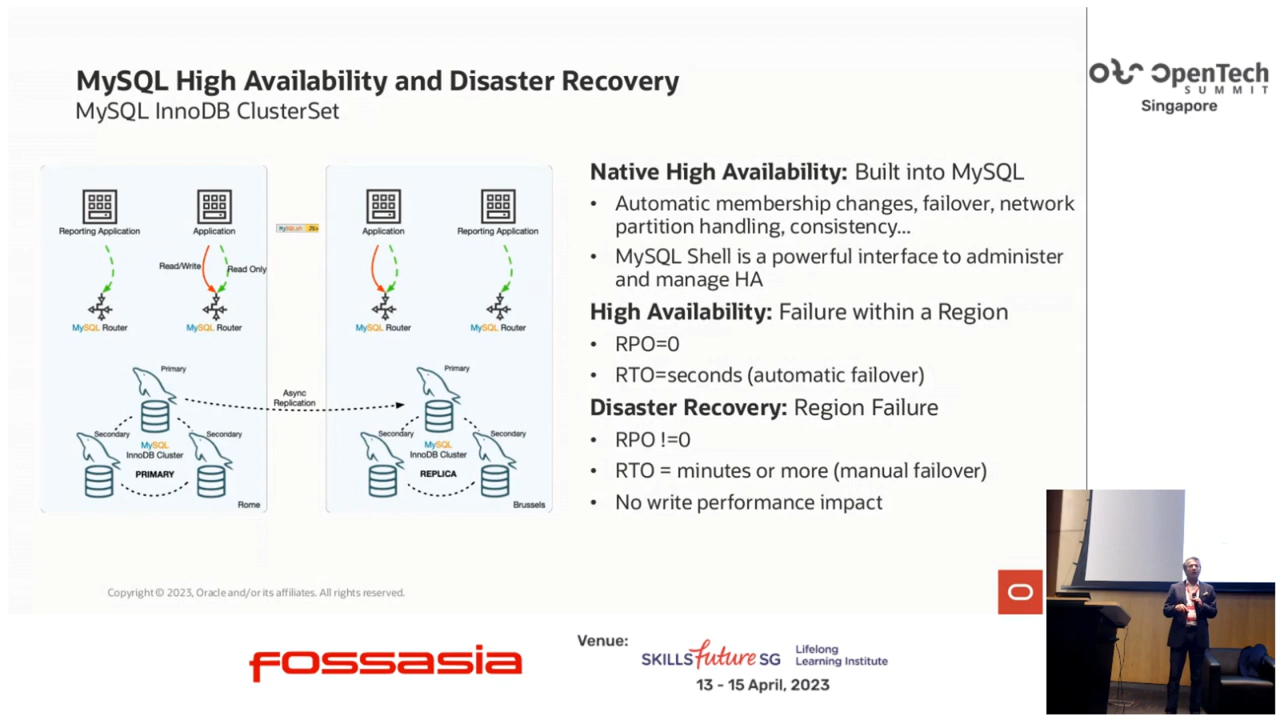 MySQL High Availability and Disaster Recovery
MySQL InnoDB ClusterSet
OpenTech
SUMMIT
Singapore
Reporting Application
Application
Read/Write
Read Only
MySQL Router
MySQL Router
Primary
Secondary
Secondary
MySQL
InnoDB Cluster
PRIMARY
Rome
Async
Replication
Application
Reporting Application
MySQL Router
MySQL Router
Primary
Secondary
Secondary
MySQL
InnoDB Cluster
REPLICA
Brussels
Native High Availability: Built into MySQL
• Automatic membership changes, failover, network
partition handling, consistency...
• MySQL Shell is a powerful interface to administer
and manage HA
High Availability: Failure within a Region
• RPO=0
• RTO=seconds (automatic failover)
Disaster Recovery: Region Failure
• RPO !=0
• RTO = minutes or more (manual failover)
• No write performance impact
Copyright © 2023, Oracle and/or its affiliates. All rights reserved.
fossasia
Venue:
SKILLS future SG
Lifelong
Learning Institute
13 - 15 April, 2023